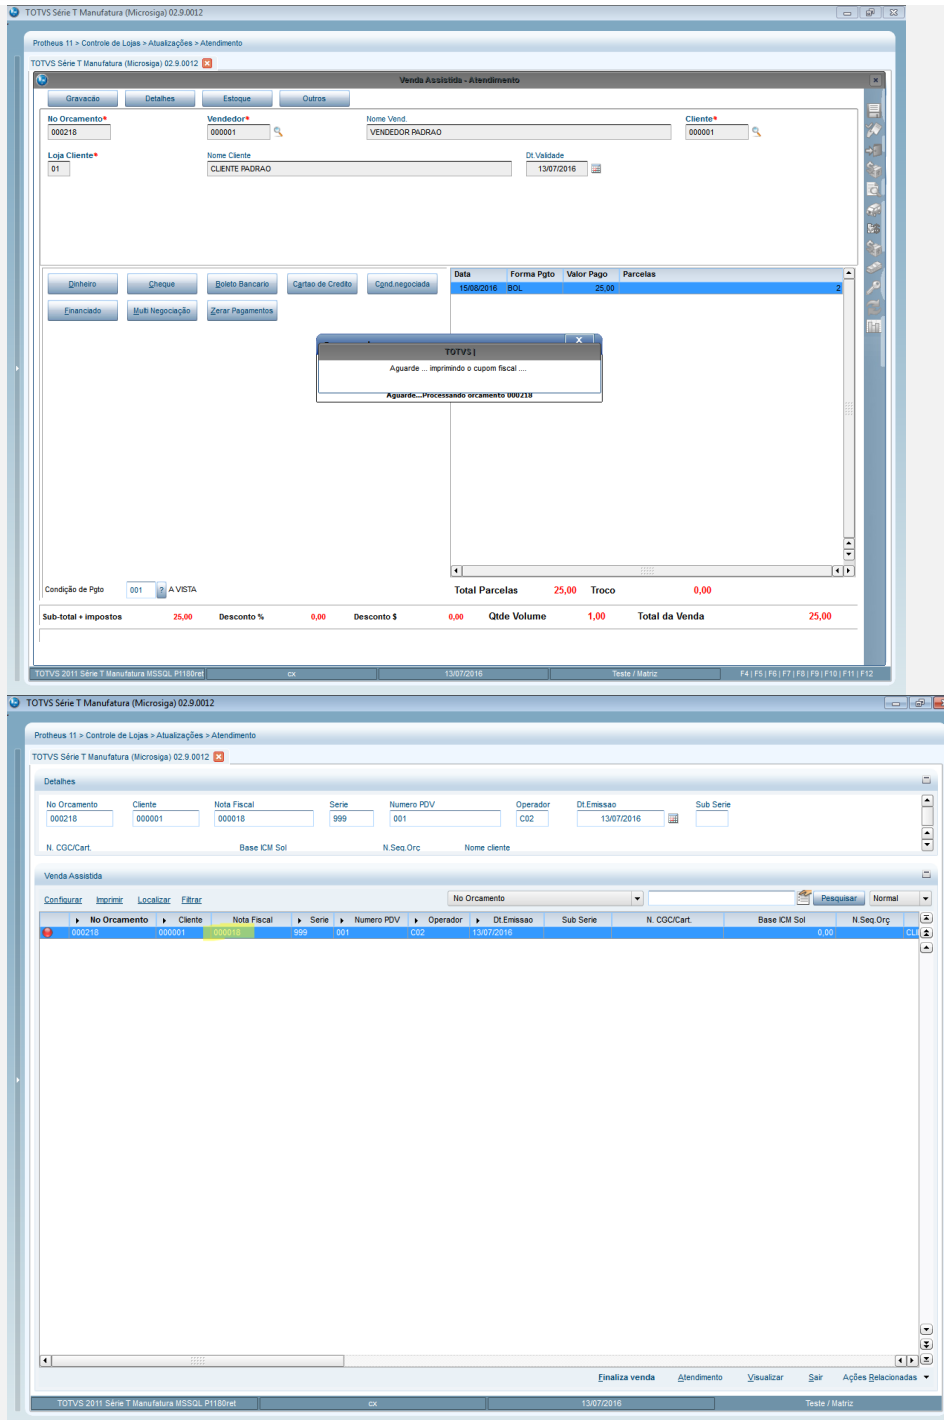 TOTVS Série T Manufatura (Microsiga) 02.9.0012
Protheus 11 > Controle de Lojas > Atualizações > Atendimento
TOTVS Série T Manufatura (Microsiga) 02.9.0012
Venda Assistida - Atendimento
Gravacão Detalhes Estoque Outros
No Orcamento* Vendedor* Nome Vend. Cliente*
000218 000001 VENDEDOR PADRAO 000001
Loja Cliente* Nome Cliente Dt.Validade
01 CLIENTE PADRAO 13/07/2016
Dinheiro Cheque Boleto Bancario Cartao de Credito Cond.negociada
Financiado Multi Negociação Zerar Pagamentos
Data Forma Pgto Valor Pago Parcelas
15/08/2016 BOL 25,00 2
X
TOTVS |
Aguarde ... imprimindo o cupom fiscal ....
Aguarde...Processando orcamento 000218
Condição de Pgto 001 ? A VISTA
Total Parcelas 25,00 Troco 0,00
Sub-total + impostos 25,00 Desconto % 0,00 Desconto $ 0,00 Qtde Volume 1,00 Total da Venda 25,00
TOTVS 2011 Série T Manufatura MSSQL P1180ret cx 13/07/2016 Teste / Matriz F4 | F5 | F6 | F7 | F8 | F9 | F10 | F11 | F12
TOTVS Série T Manufatura (Microsiga) 02.9.0012
Protheus 11 > Controle de Lojas > Atualizações > Atendimento
TOTVS Série T Manufatura (Microsiga) 02.9.0012
Detalhes
No Orcamento Cliente Nota Fiscal Serie Numero PDV Operador Dt.Emissao Sub Serie
000218 000001 000018 999 001 C02 13/07/2016
N. CGC/Cart. Base ICM Sol N.Seq.Orç Nome cliente
Venda Assistida
Configurar Imprimir Localizar Filtrar No Orcamento Pesquisar Normal
No Orcamento Cliente Nota Fiscal Serie Numero PDV Operador Dt.Emissao Sub Serie N. CGC/Cart. Base ICM Sol N.Seq.Orç
000218 000001 000018 999 001 C02 13/07/2016 0,00 CLI
Finaliza venda Atendimento Visualizar Sair Ações Relacionadas
TOTVS 2011 Série T Manufatura MSSQL P1180ret cx 13/07/2016 Teste / Matriz